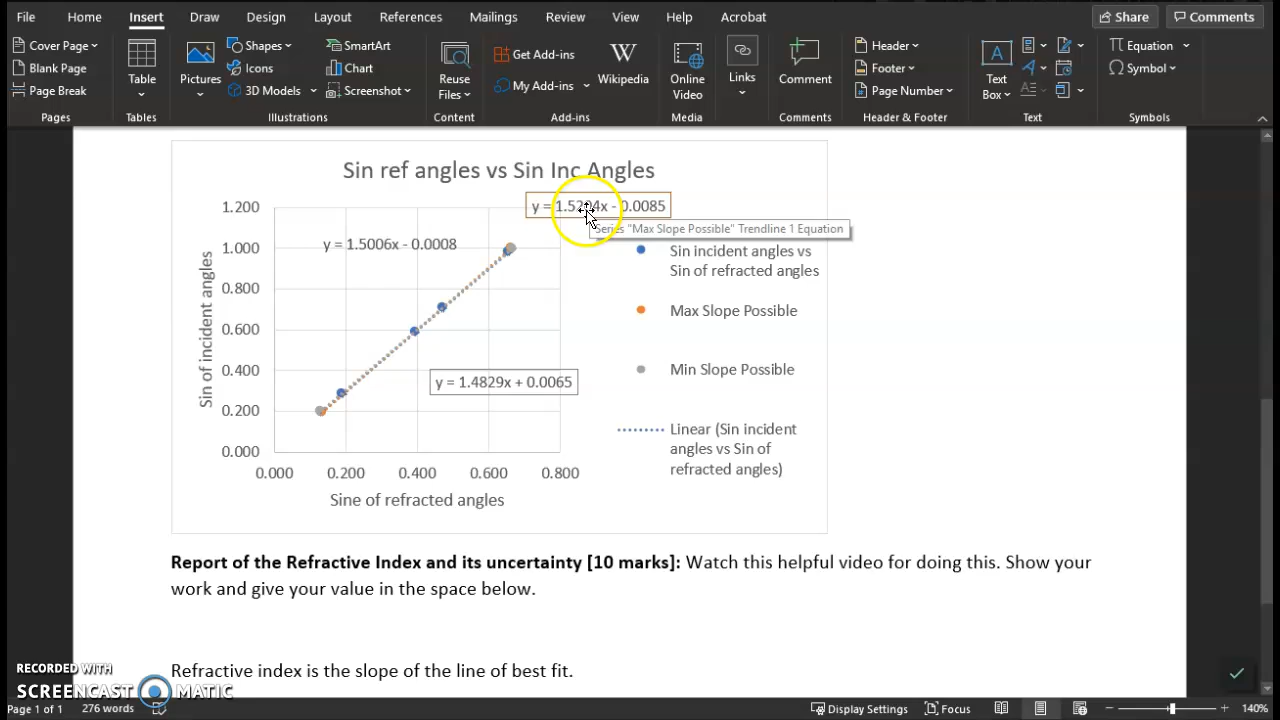 File Home Insert Draw Design Layout References Mailings Review View Help Acrobat Share Comments
Cover Page
Blank Page
Page Break
Pages
Table
Tables
Pictures
Shapes
Icons
3D Models
SmartArt
Chart
Screenshot
Illustrations
Reuse
Files
Content
Get Add-ins
My Add-ins
Wikipedia
Add-ins
Online
Video
Media
Links
Comment
Comments
Header
Footer
Page Number
Header & Footer
Text
Box
Text
Equation
Symbol
Symbols
Sin ref angles vs Sin Inc Angles
y = 1.5204x - 0.0085
Series "Max Slope Possible" Trendline 1 Equation
y = 1.5006x - 0.0008
y = 1.4829x + 0.0065
1.200
1.000
0.800
0.600
0.400
0.200
0.000
0.000 0.200 0.400 0.600 0.800
Sin of incident angles
Sine of refracted angles
Sin incident angles vs
Sin of refracted angles
Max Slope Possible
Min Slope Possible
Linear (Sin incident
angles vs Sin of
refracted angles)
Report of the Refractive Index and its uncertainty [10 marks]: Watch this helpful video for doing this. Show your
work and give your value in the space below.
Refractive index is the slope of the line of best fit.
RECORDED WITH
SCREENCAST MATIC
Page 1 of 1 276 words Display Settings Focus 140%